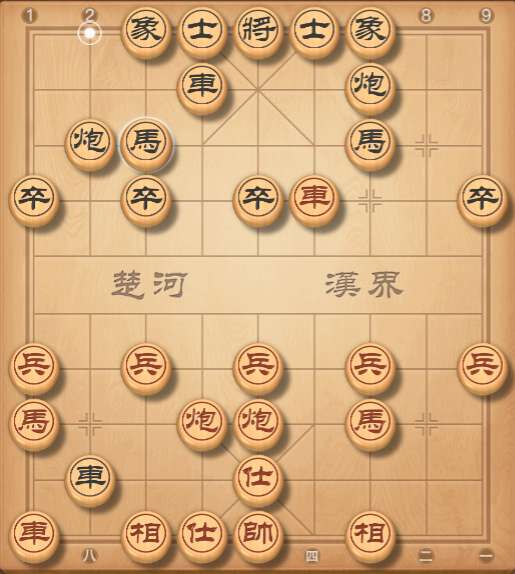 1 2 8 9
象 士 將 士 象
車 炮
炮 馬 馬
卒 卒 卒 車 卒
楚河 漢界
兵 兵 兵 兵 兵
馬 炮 炮 馬
車 仕
車 相 仕 帥 相
八 四 二 一